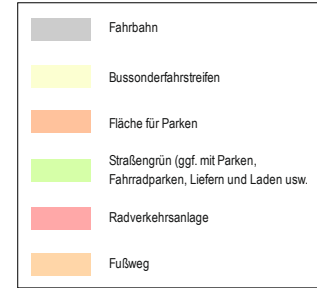 Fahrbahn
Bussonderfahrstreifen
Fläche für Parken
Straßengrün (ggf. mit Parken,
Fahrradparken, Liefern und Laden usw.
Radverkehrsanlage
Fußweg